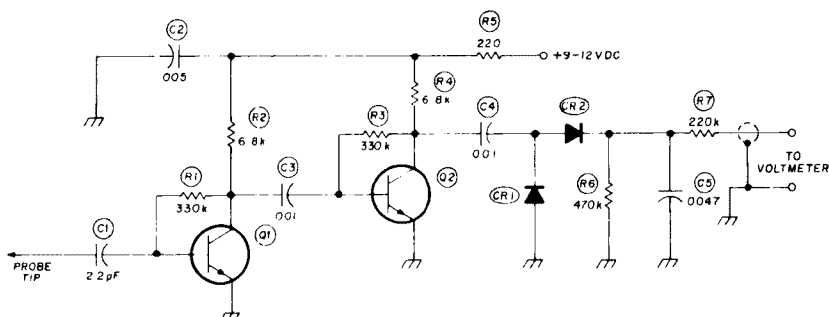 C2
.005
R5
220
+9-12VDC
R4
6.8k
R2
6.8k
R3
330k
C4
.001
CR2
R7
220k
TO
VOLTMETER
R1
330k
C3
.001
Q2
CR1
R6
470k
C5
.0047
C1
2.2pF
Q1
PROBE
TIP